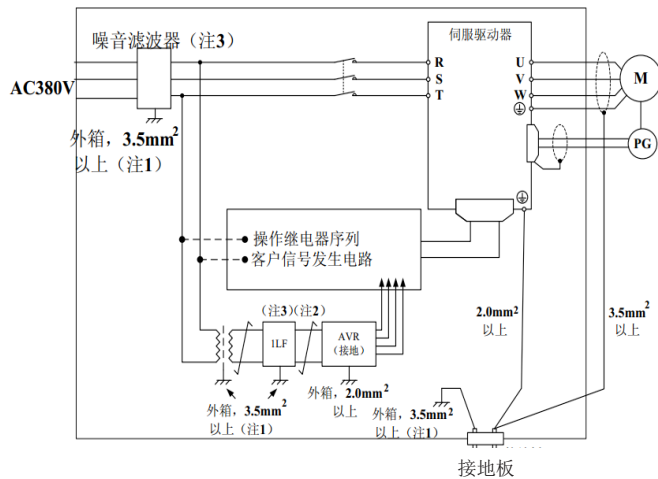 噪音滤波器（注3）
伺服驱动器
AC380V
R
S
T
U
V
W
M
PG
外箱，3.5mm²
以上（注1）
操作继电器序列
客户信号发生电路
（注3）（注2）
1LF
AVR
（接地）
2.0mm²
以上
3.5mm²
以上
外箱，3.5mm²
以上（注1）
外箱，2.0mm²
以上
外箱，3.5mm²
以上（注1）
接地板